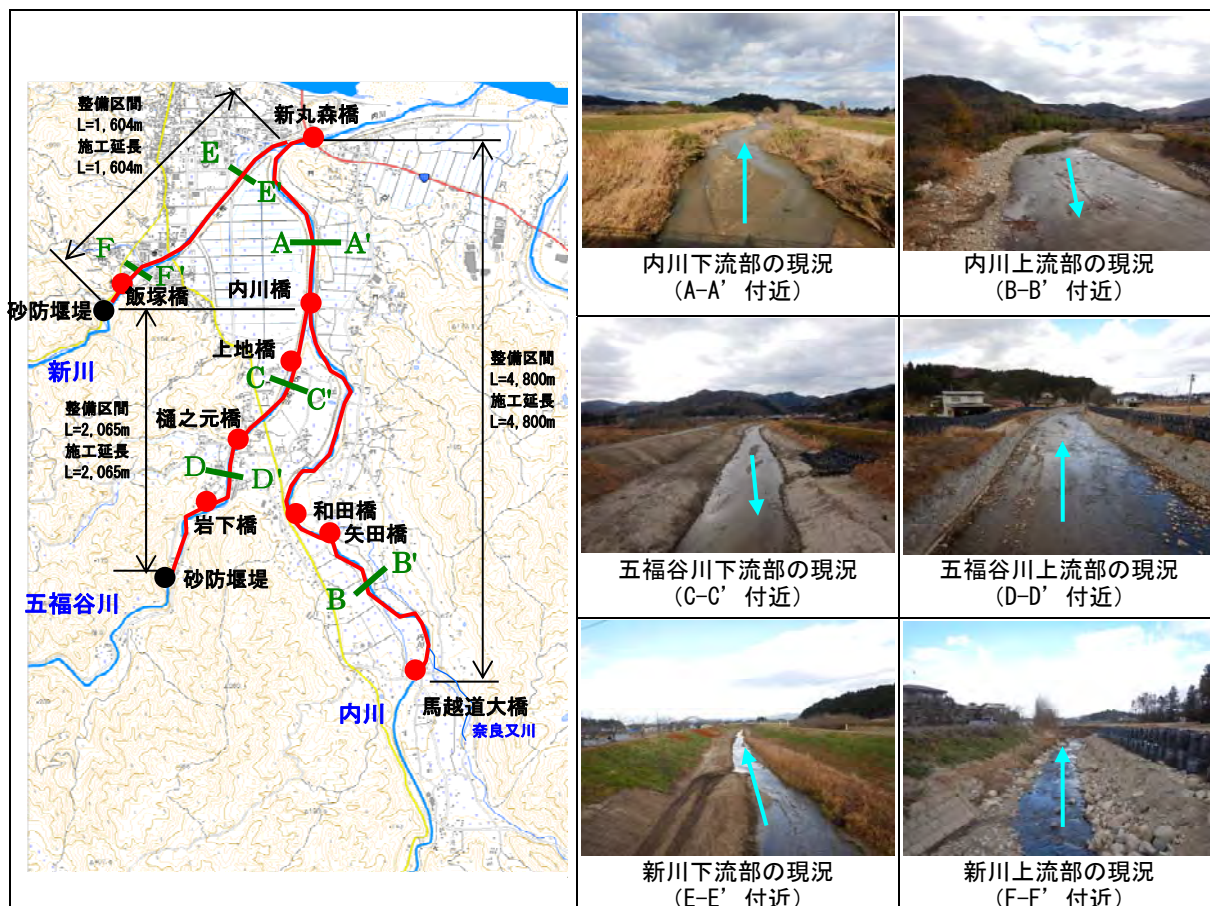 整備区間
L=1,604m
施工延長
L=1,604m
新丸森橋
E
E'
A
A'
F
F'
飯塚橋
内川橋
砂防堰堤
上地橋
新川
C
C'
整備区間
L=4,800m
施工延長
L=4,800m
整備区間
L=2,065m
施工延長
L=2,065m
樋之元橋
D
D'
岩下橋
和田橋
矢田橋
B'
B
砂防堰堤
五福谷川
馬越道大橋
内川
奈良又川
内川下流部の現況
(A-A’付近)
内川上流部の現況
(B-B’付近)
五福谷川下流部の現況
(C-C’付近)
五福谷川上流部の現況
(D-D’付近)
新川下流部の現況
(E-E’付近)
新川上流部の現況
(F-F’付近)